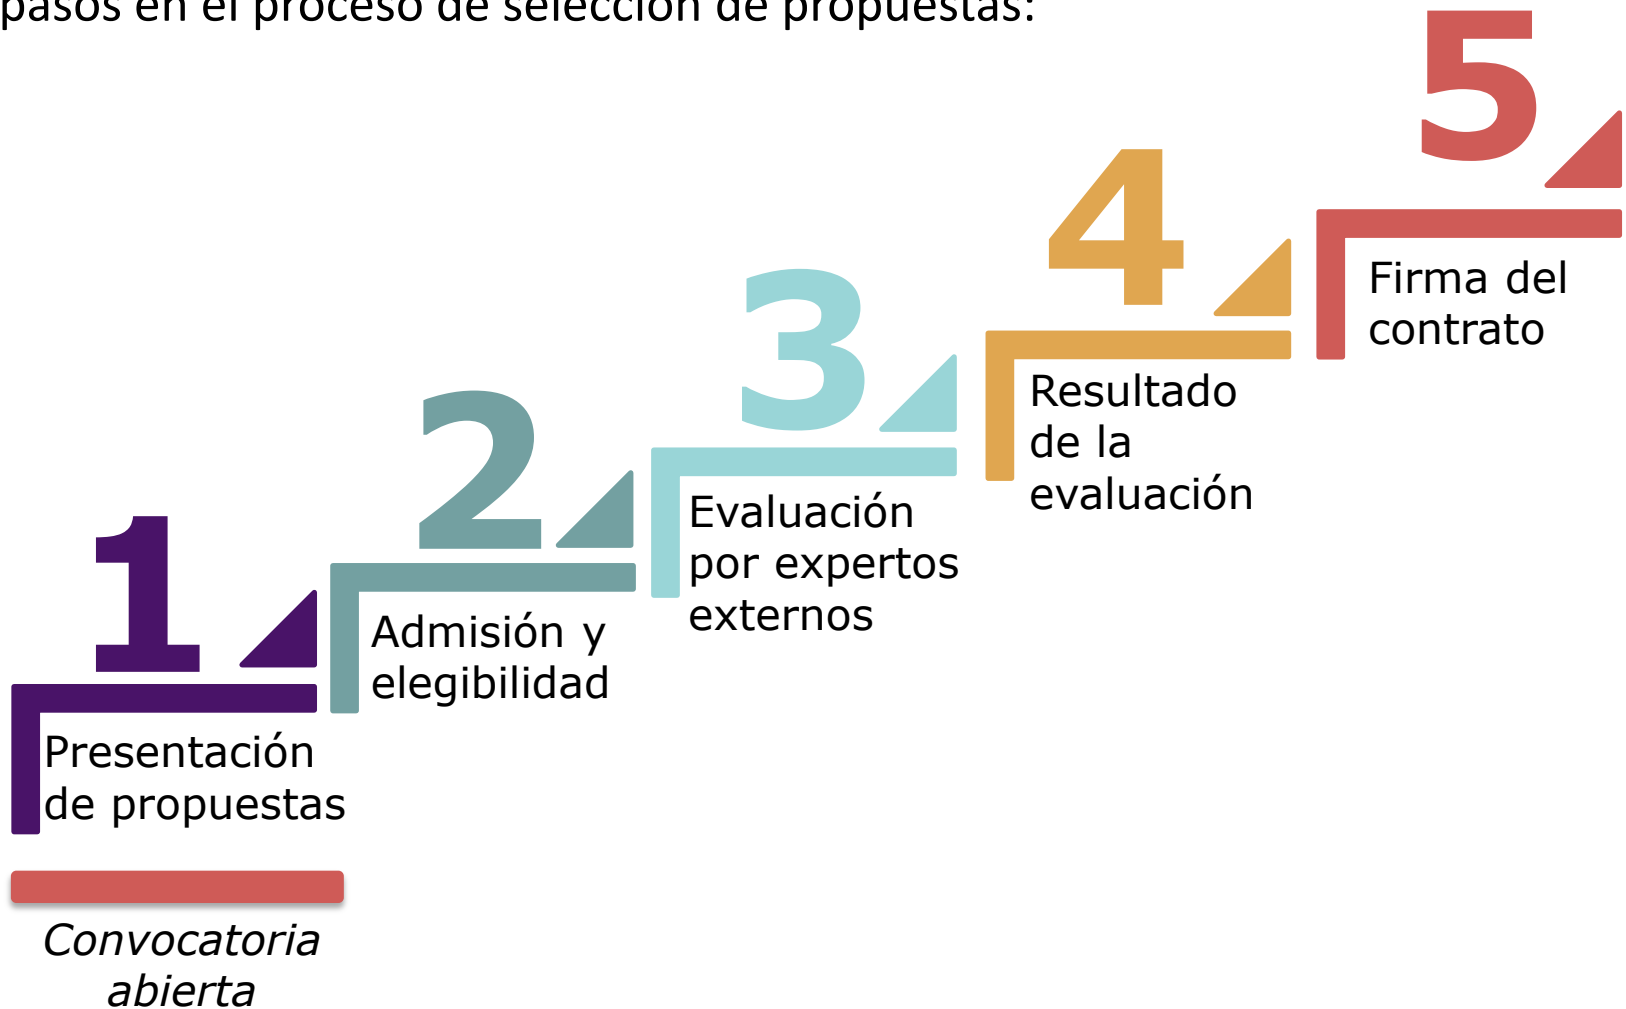 pasos en el proceso de selección de propuestas:
1
Presentación
de propuestas
Convocatoria
abierta
2
Admisión y
elegibilidad
3
Evaluación
por expertos
externos
4
Resultado
de la
evaluación
5
Firma del
contrato